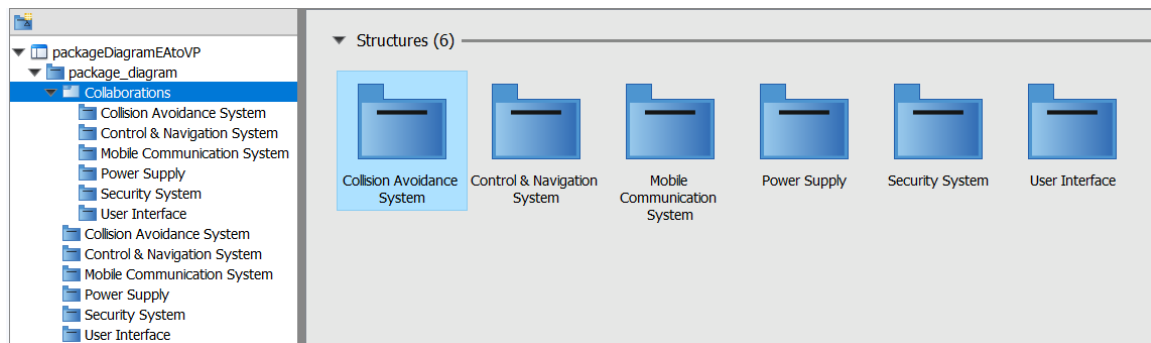 packageDiagramEAtoVP
package_diagram
Collaborations
Collision Avoidance System
Control & Navigation System
Mobile Communication System
Power Supply
Security System
User Interface
Collision Avoidance System
Control & Navigation System
Mobile Communication System
Power Supply
Security System
User Interface
Structures (6)
Collision Avoidance
System
Control & Navigation
System
Mobile
Communication
System
Power Supply
Security System
User Interface